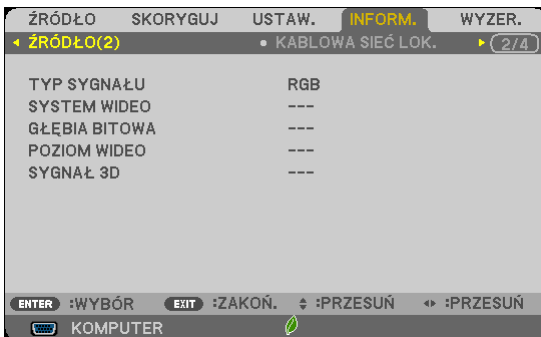 ŹRÓDŁO SKORYGUJ USTAW. INFORM. WYZER.
ŹRÓDŁO(2) • KABLOWA SIEĆ LOK. 2/4
TYP SYGNAŁU RGB
SYSTEM WIDEO ---
GŁĘBIA BITOWA ---
POZIOM WIDEO ---
SYGNAŁ 3D ---
ENTER :WYBÓR EXIT :ZAKOŃ. :PRZESUŃ :PRZESUŃ
KOMPUTER